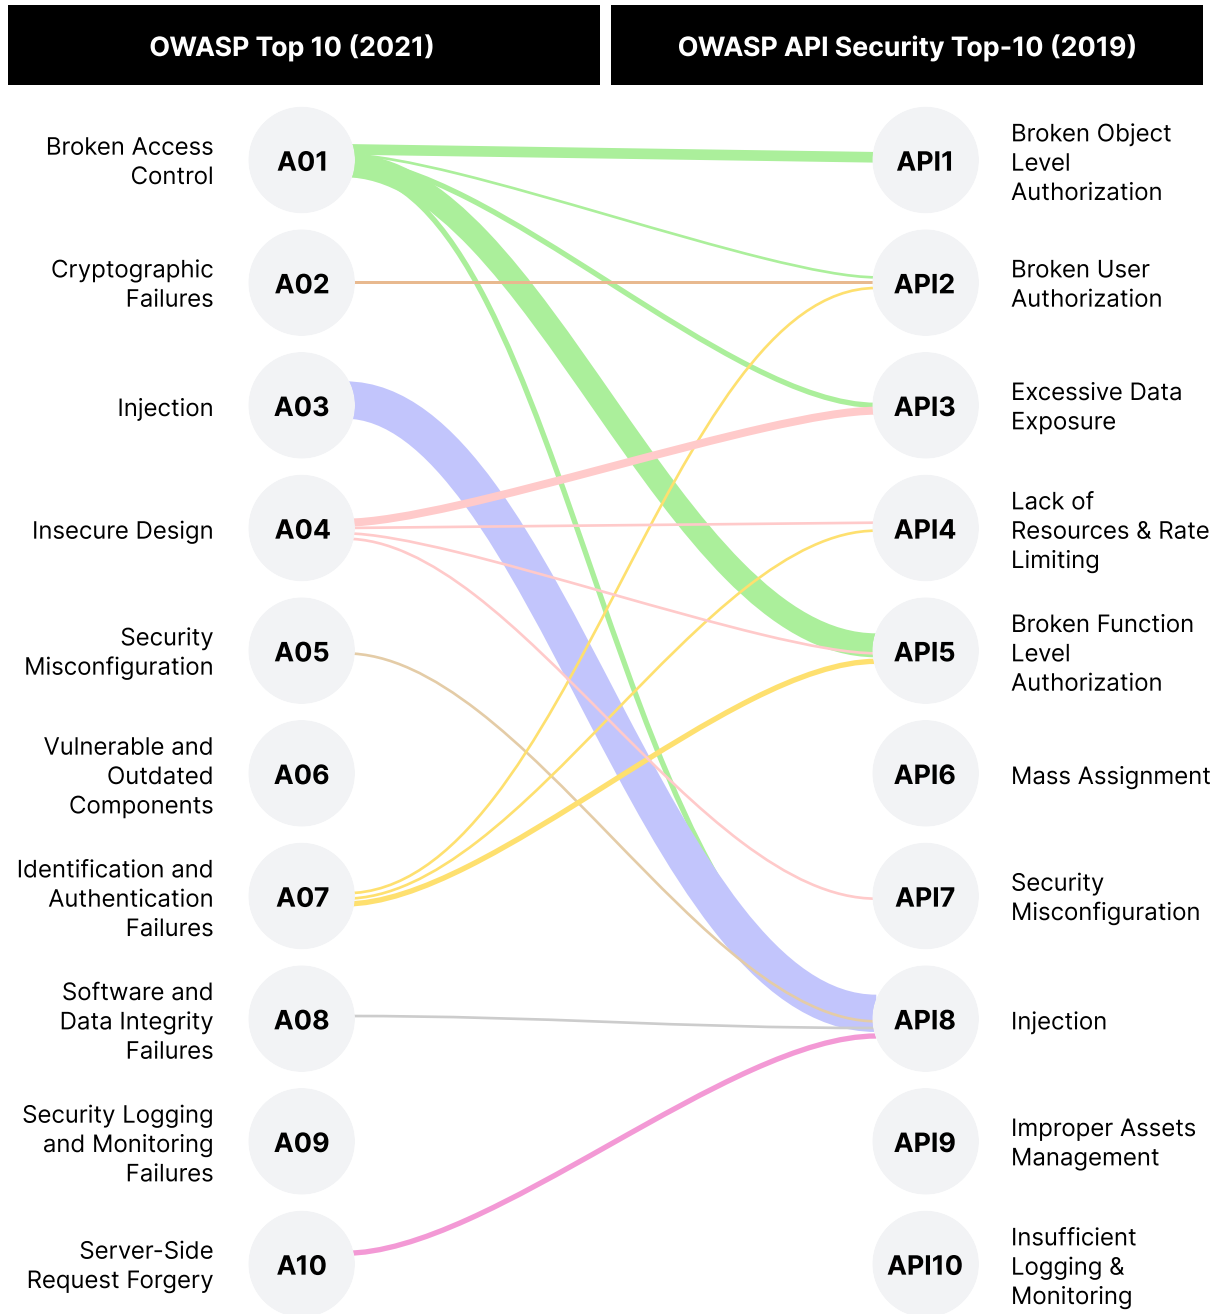 OWASP Top 10 (2021)
OWASP API Security Top-10 (2019)
Broken Access
Control
A01
API1
Broken Object
Level
Authorization
Cryptographic
Failures
A02
API2
Broken User
Authorization
Injection
A03
API3
Excessive Data
Exposure
Insecure Design
A04
API4
Lack of
Resources & Rate
Limiting
Security
Misconfiguration
A05
API5
Broken Function
Level
Authorization
Vulnerable and
Outdated
Components
A06
API6
Mass Assignment
Identification and
Authentication
Failures
A07
API7
Security
Misconfiguration
Software and
Data Integrity
Failures
A08
API8
Injection
Security Logging
and Monitoring
Failures
A09
API9
Improper Assets
Management
Server-Side
Request Forgery
A10
API10
Insufficient
Logging &
Monitoring